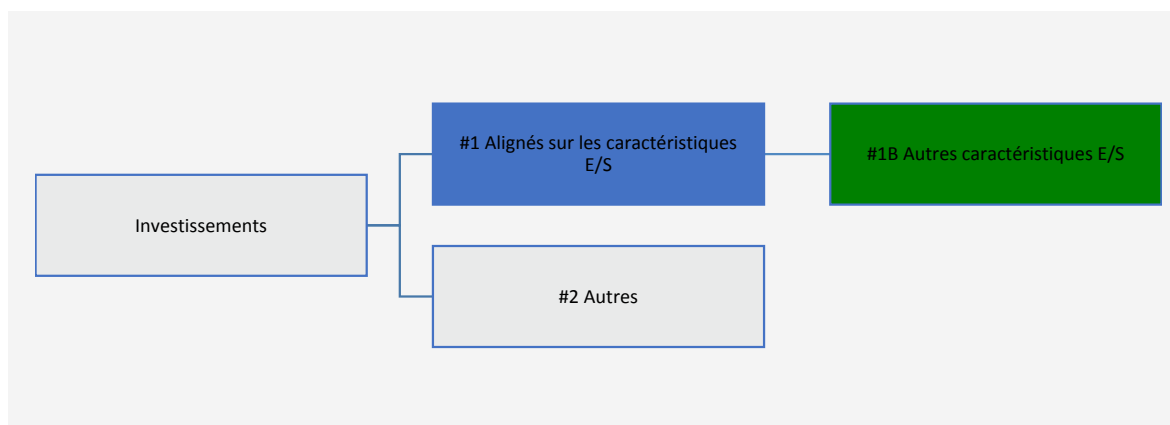 #1 Alignés sur les caractéristiques
E/S
#1B Autres caractéristiques E/S
Investissements
#2 Autres